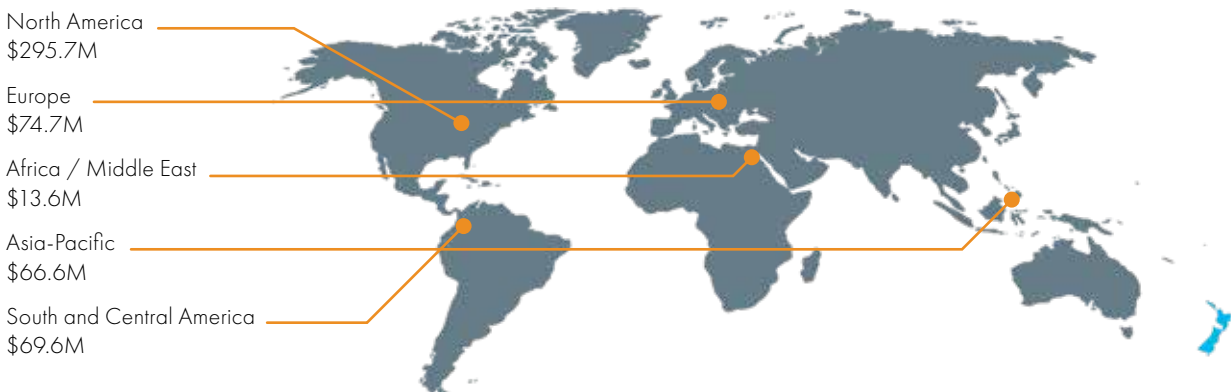 North America
$295.7M
Europe
$74.7M
Africa / Middle East
$13.6M
Asia-Pacific
$66.6M
South and Central America
$69.6M